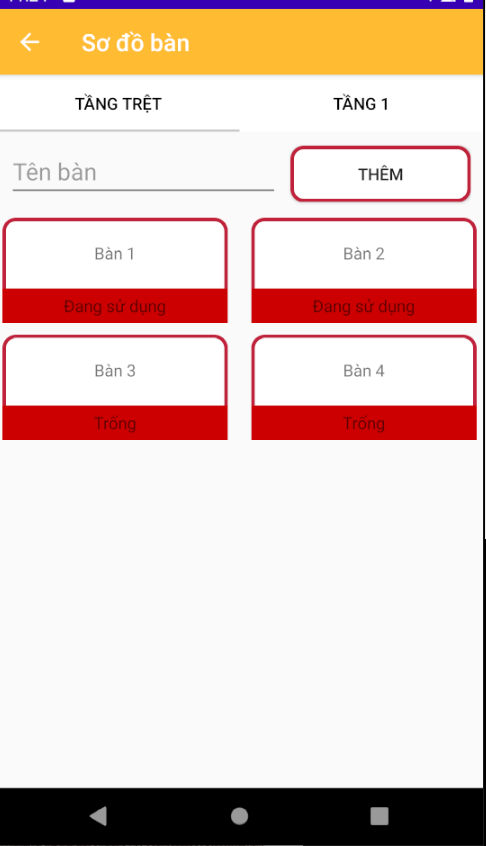 Sơ đồ bàn
TẦNG TRỆT
TẦNG 1
Tên bàn
THÊM
Bàn 1
Bàn 2
Đang sử dụng
Đang sử dụng
Bàn 3
Bàn 4
Trống
Trống